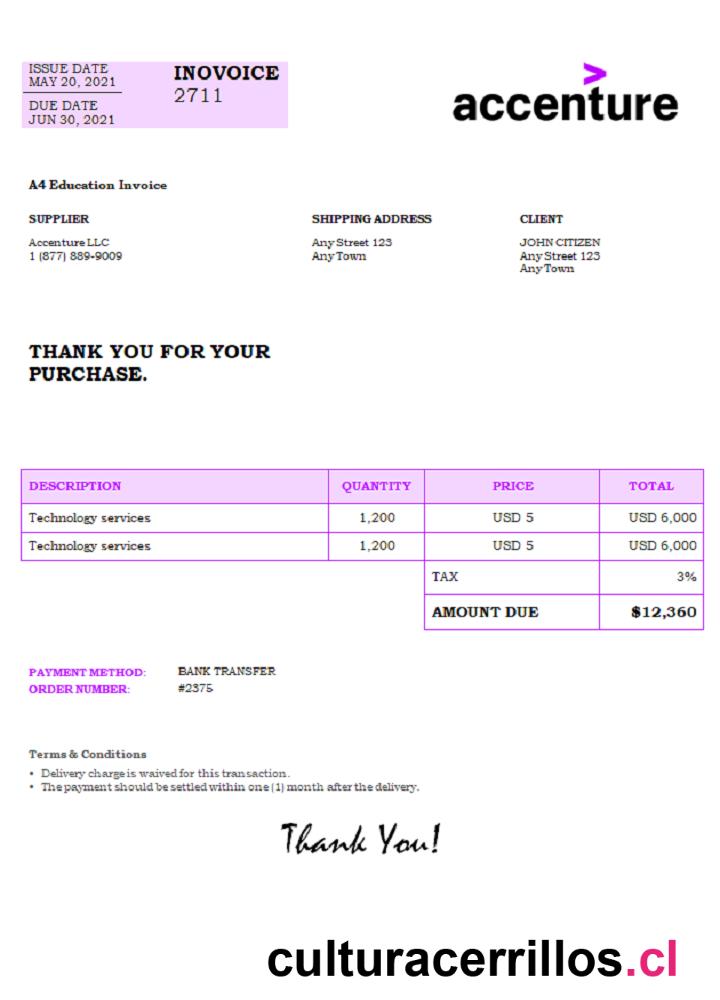 ISSUE DATE
MAY 20, 2021
DUE DATE
JUN 30, 2021
INOVOICE
2711
accenture
A4 Education Invoice
SUPPLIER
Accenture LLC
1 (877) 889-9009
SHIPPING ADDRESS
Any Street 123
Any Town
CLIENT
JOHN CITIZEN
Any Street 123
Any Town
THANK YOU FOR YOUR
PURCHASE.
DESCRIPTION QUANTITY PRICE TOTAL
Technology services 1,200 USD 5 USD 6,000
Technology services 1,200 USD 5 USD 6,000
TAX 3%
AMOUNT DUE $12,360
PAYMENT METHOD: BANK TRANSFER
ORDER NUMBER: #2375
Terms & Conditions
• Delivery charge is waived for this transaction.
• The payment should be settled within one (1) month after the delivery.
Thank You!
culturacerrillos.cl